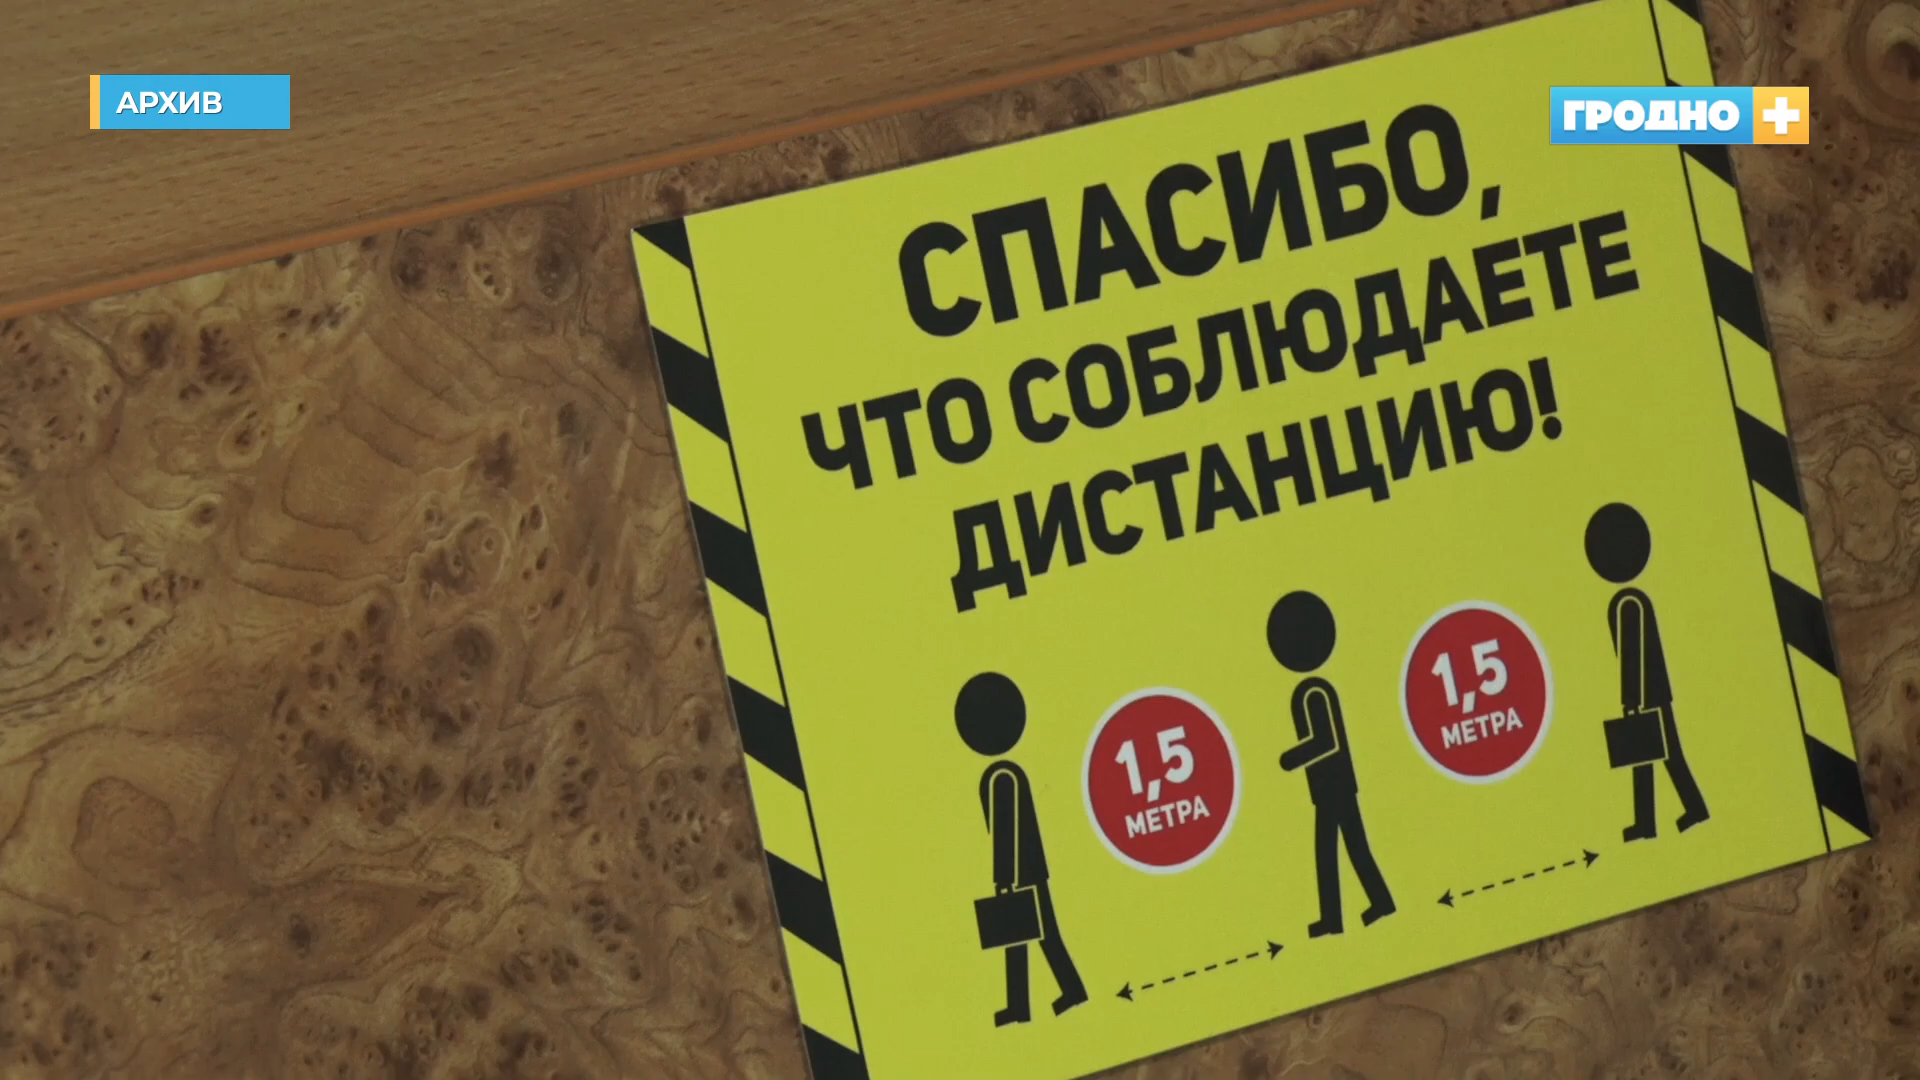 АРХИВ
ГРОДНО +
СПАСИБО,
ЧТО СОБЛЮДАЕТЕ
ДИСТАНЦИЮ!
1,5
МЕТРА
1,5
МЕТРА